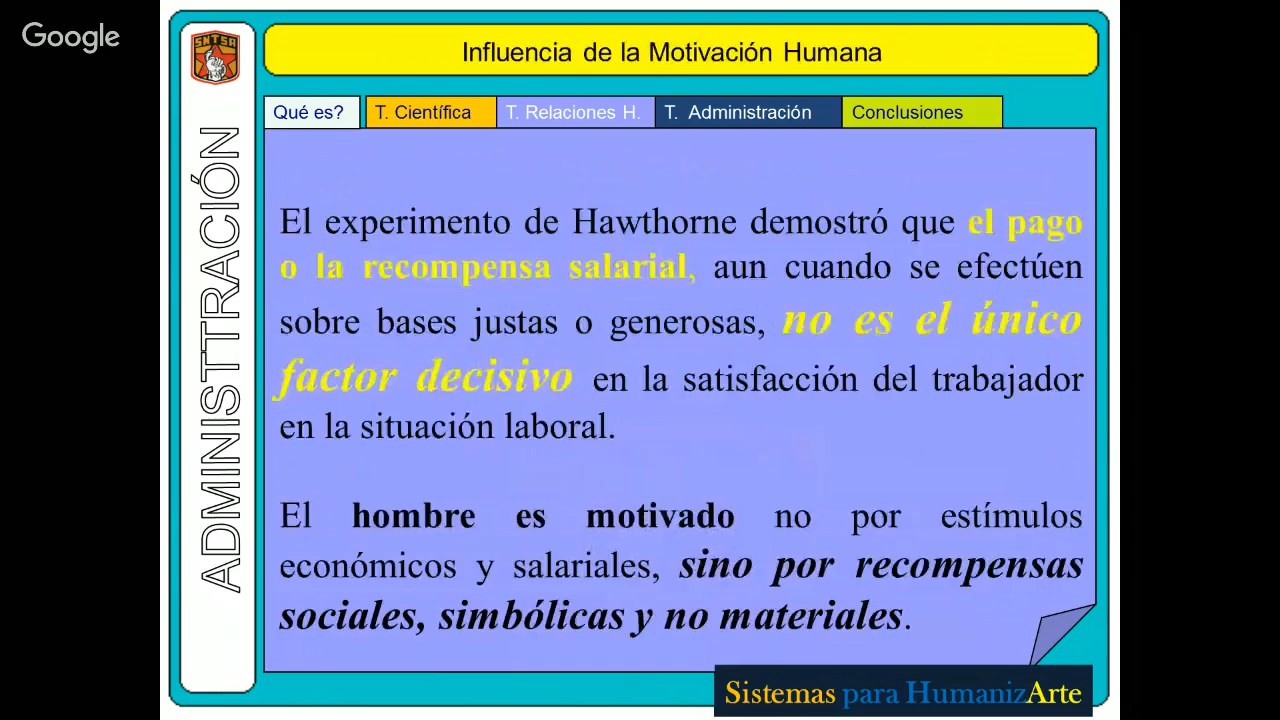 Google
SNTSA
Influencia de la Motivación Humana
Qué es?
T. Científica
T. Relaciones H.
T. Administración
Conclusiones
ADMINISTTRACIÓN
El experimento de Hawthorne demostró que el pago
o la recompensa salarial, aun cuando se efectúen
sobre bases justas o generosas, no es el único
factor decisivo en la satisfacción del trabajador
en la situación laboral.
El hombre es motivado no por estímulos
económicos y salariales, sino por recompensas
sociales, simbólicas y no materiales.
Sistemas para HumanizArte